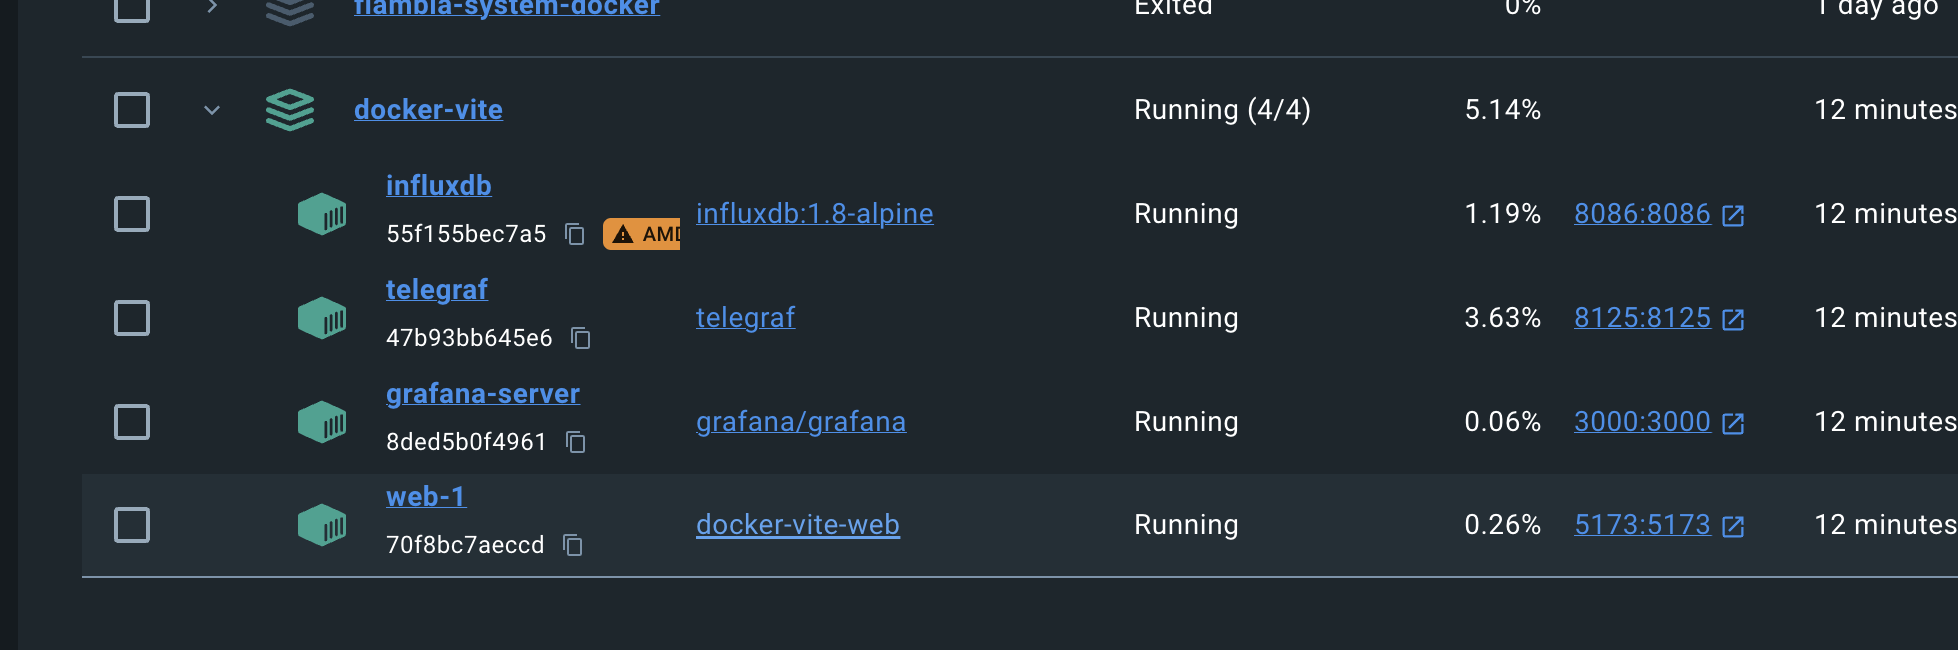 flambla-system-docker Exited 0% 1 day ago
docker-vite Running (4/4) 5.14% 12 minutes
influxdb
55f155bec7a5 AMD influxdb:1.8-alpine Running 1.19% 8086:8086 12 minutes
telegraf
47b93bb645e6 telegraf Running 3.63% 8125:8125 12 minutes
grafana-server
8ded5b0f4961 grafana/grafana Running 0.06% 3000:3000 12 minutes
web-1
70f8bc7aeccd docker-vite-web Running 0.26% 5173:5173 12 minutes